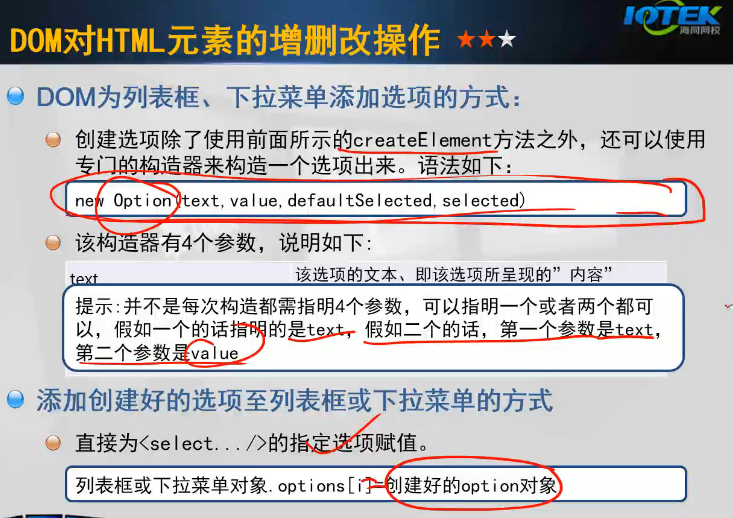 IOTEK
海同网校
DOM对HTML元素的增删改操作
DOM为列表框、下拉菜单添加选项的方式:
创建选项除了使用前面所示的createElement方法之外，还可以使用
专门的构造器来构造一个选项出来。语法如下:
new Option(text,value,defaultSelected,selected)
该构造器有4个参数，说明如下:
text 该选项的文本、即该选项所呈现的”内容”
提示:并不是每次构造都需指明4个参数，可以指明一个或者两个都可
以，假如一个的话指明的是text，假如二个的话，第一个参数是text，
第二个参数是value
添加创建好的选项至列表框或下拉菜单的方式
直接为<select.../>的指定选项赋值。
列表框或下拉菜单对象.options[i]=创建好的option对象